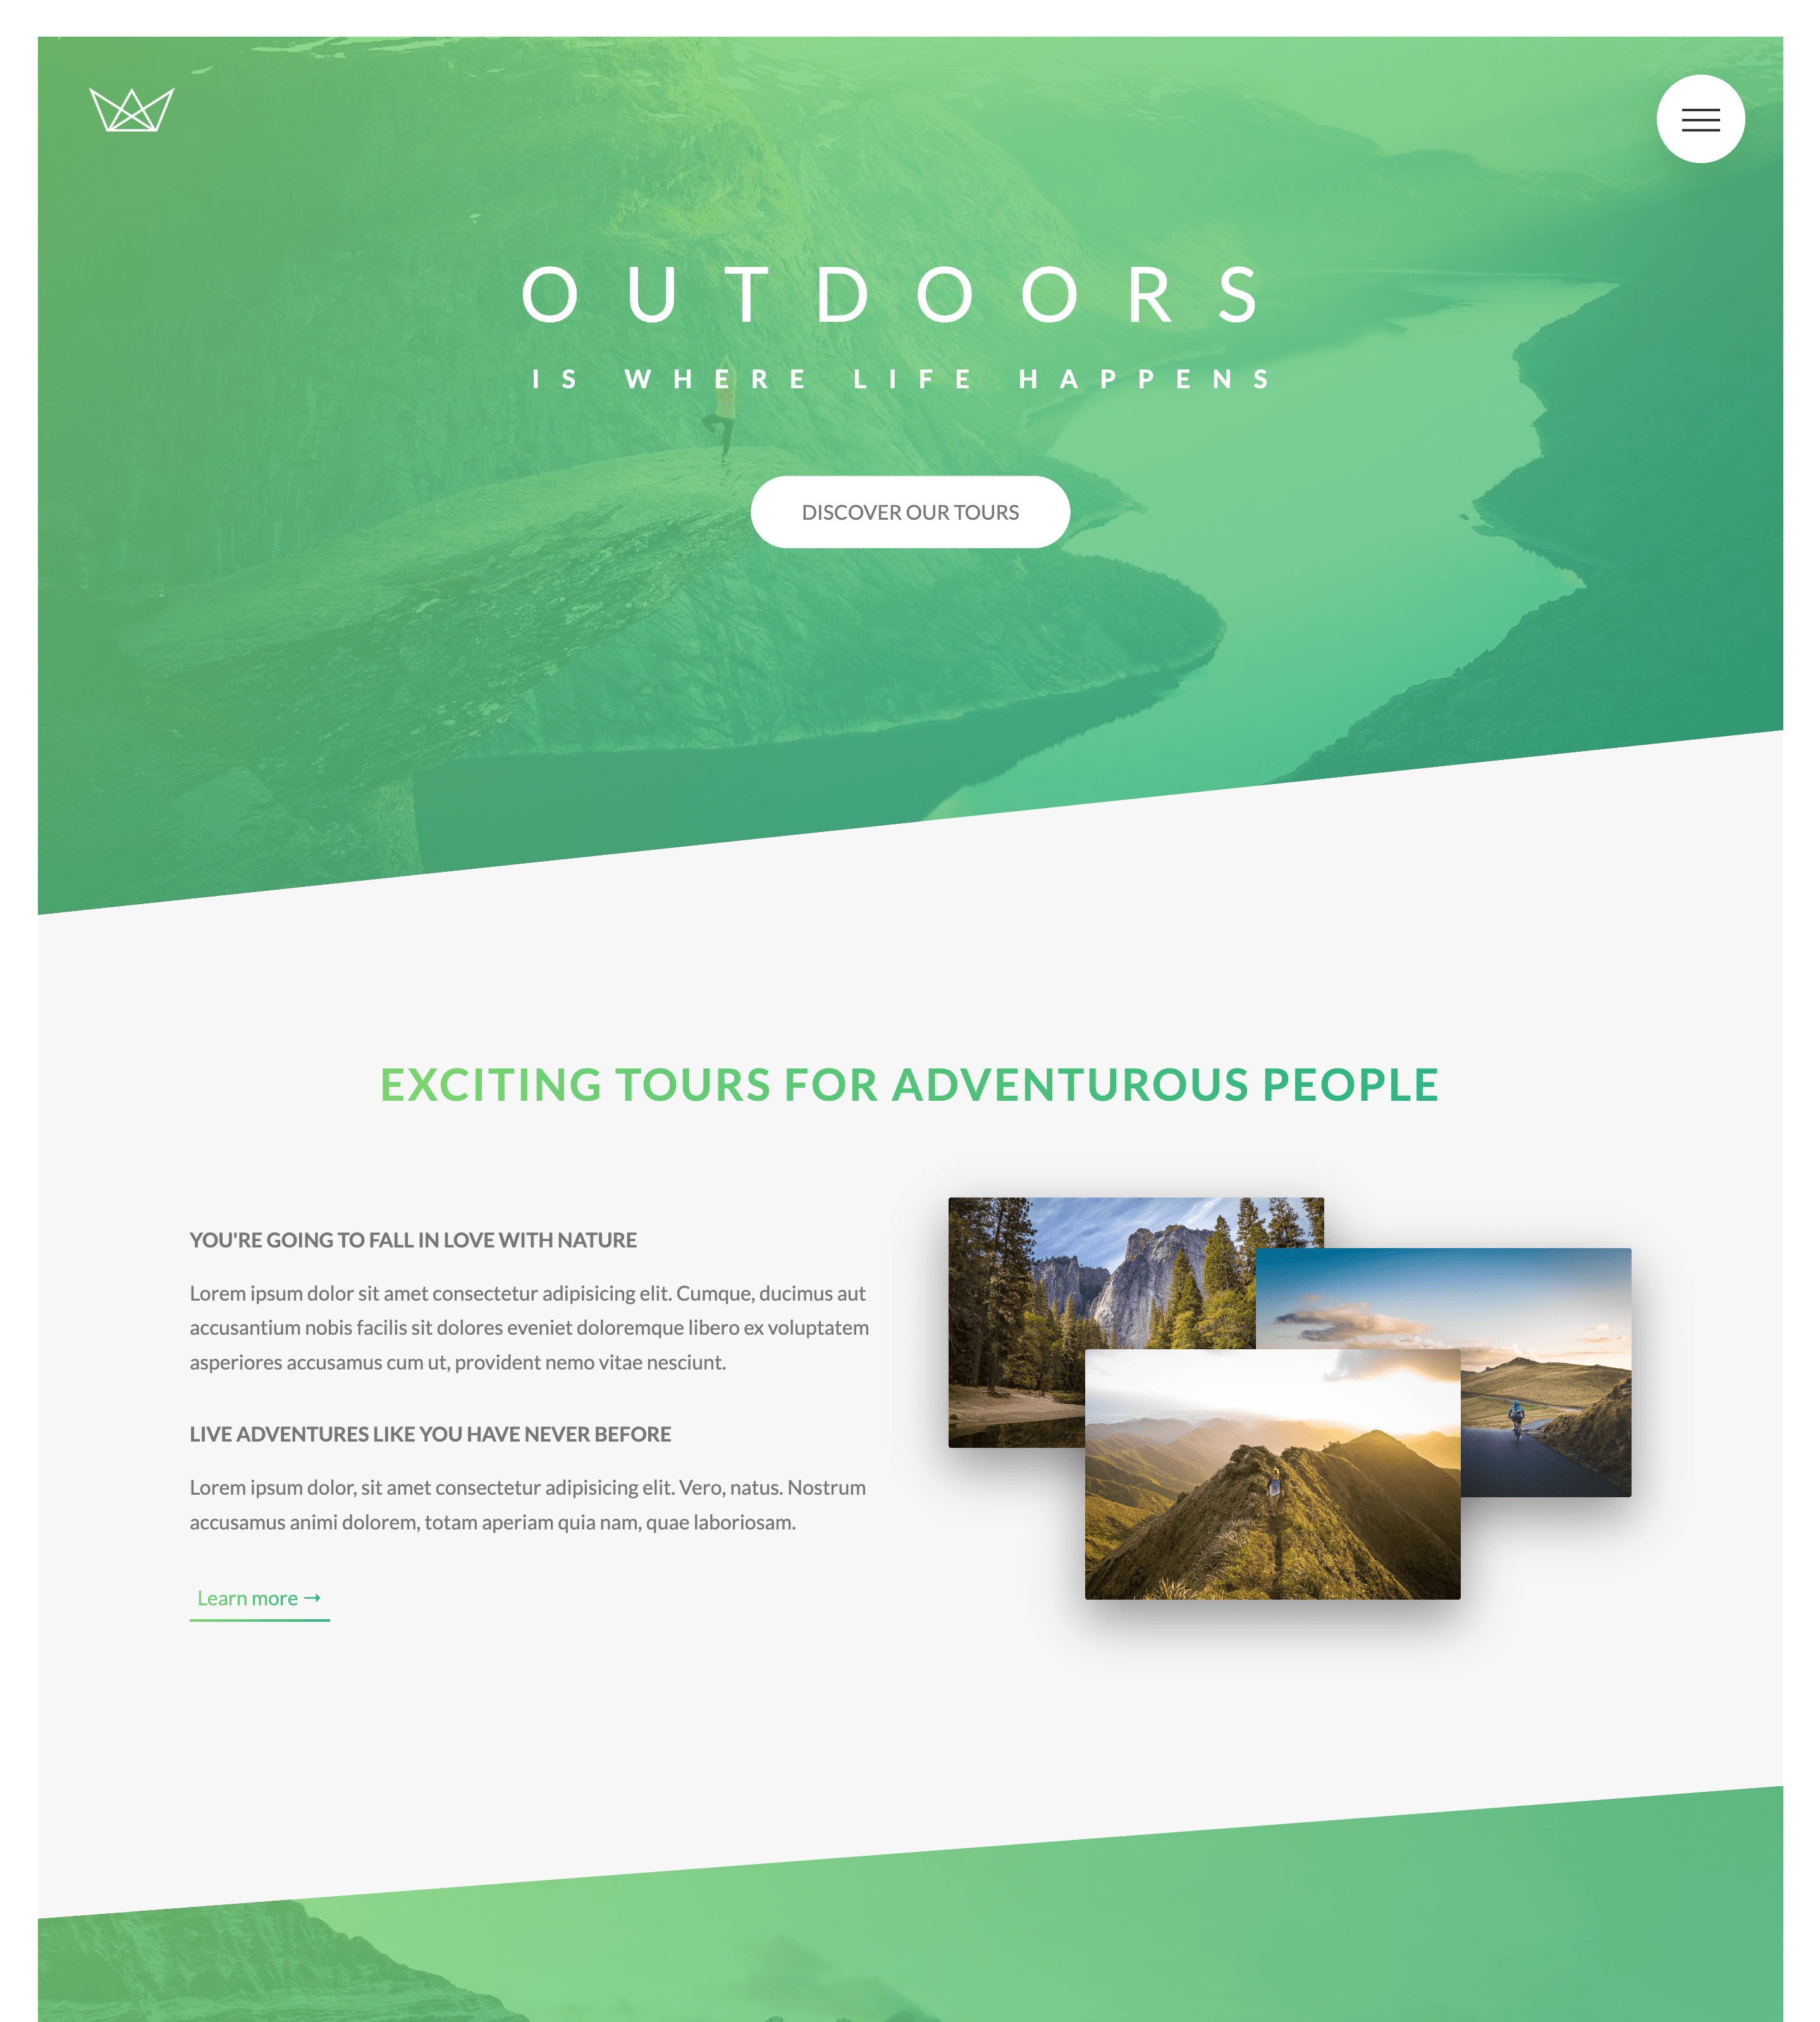 OUTDOORS
IS WHERE LIFE HAPPENS
DISCOVER OUR TOURS
EXCITING TOURS FOR ADVENTUROUS PEOPLE
YOU'RE GOING TO FALL IN LOVE WITH NATURE
Lorem ipsum dolor sit amet consectetur adipisicing elit. Cumque, ducimus aut
accusantium nobis facilis sit dolores eveniet doloremque libero ex voluptatem
asperiores accusamus cum ut, provident nemo vitae nesciunt.
LIVE ADVENTURES LIKE YOU HAVE NEVER BEFORE
Lorem ipsum dolor, sit amet consectetur adipisicing elit. Vero, natus. Nostrum
accusamus animi dolorem, totam aperiam quia nam, quae laboriosam.
Learn more →